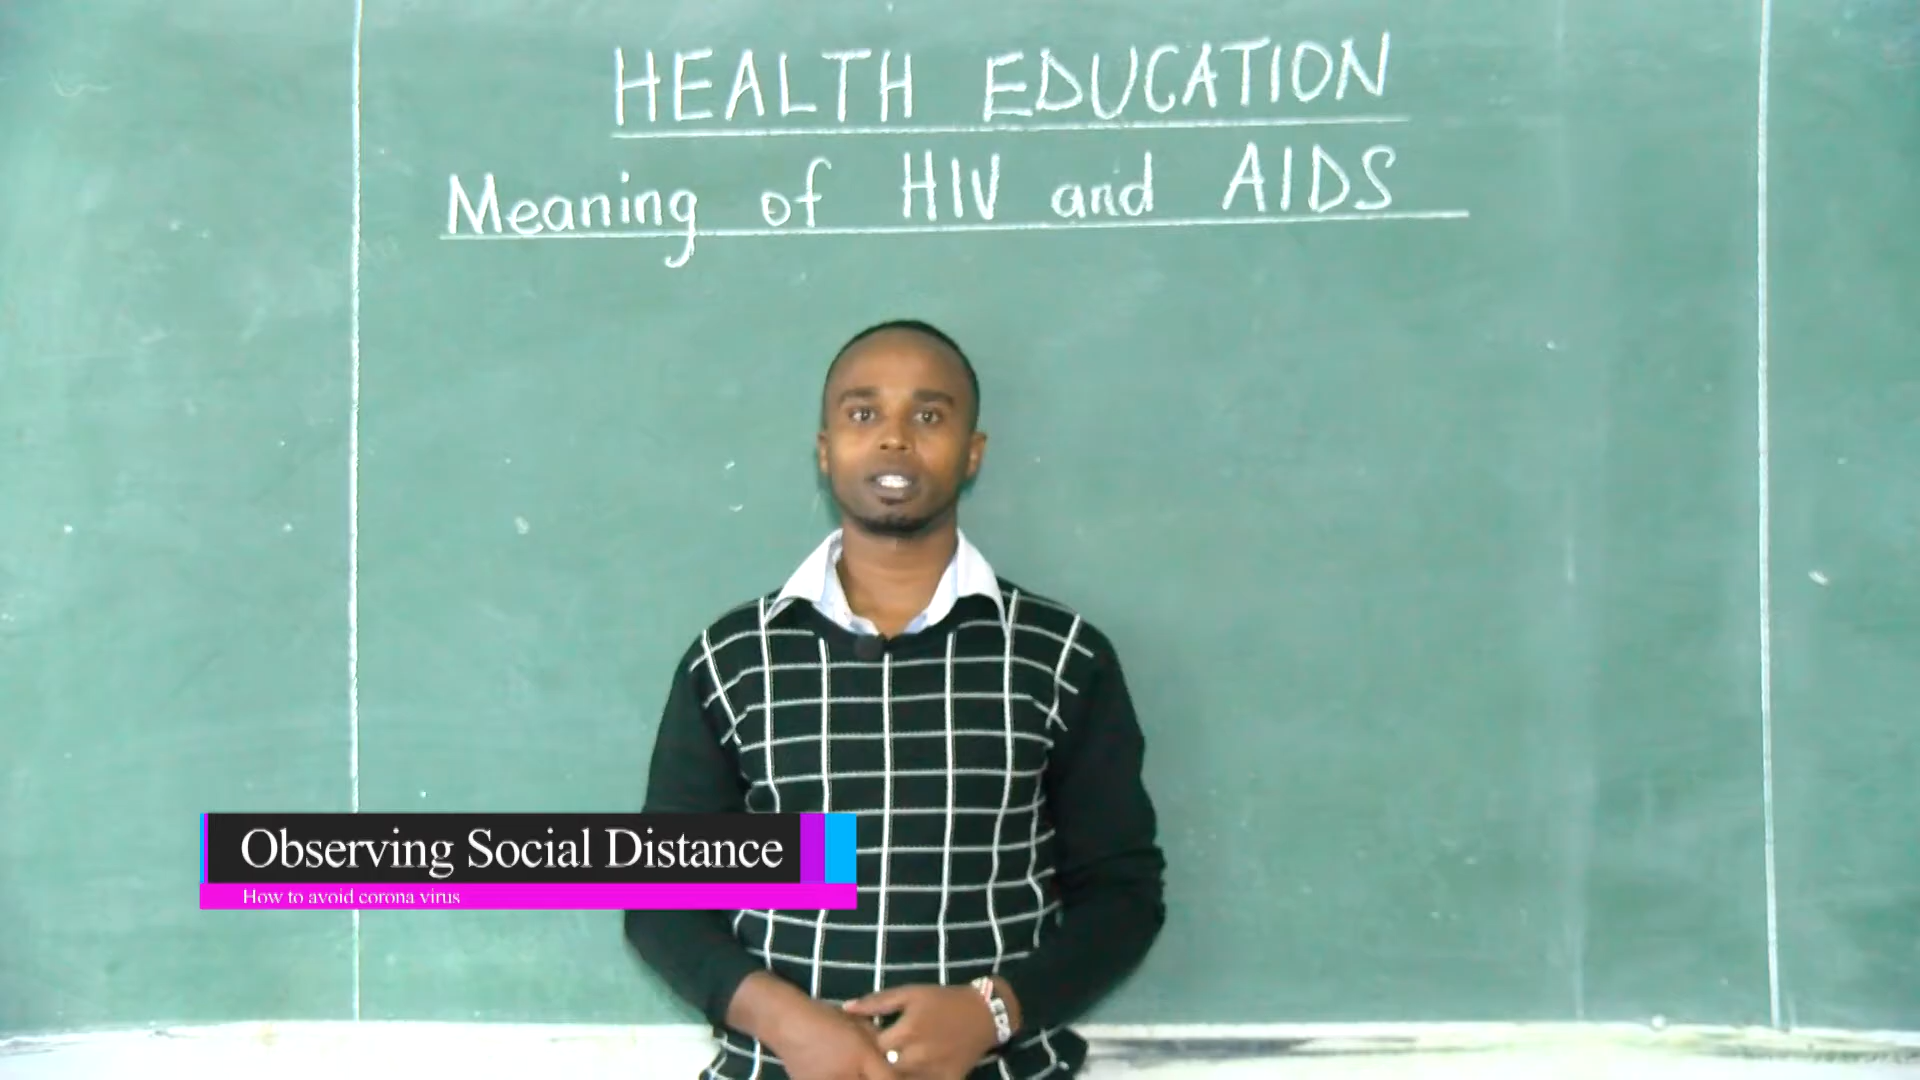 HEALTH EDUCATION
Meaning of HIV and AIDS
Observing Social Distance
How to avoid corona virus